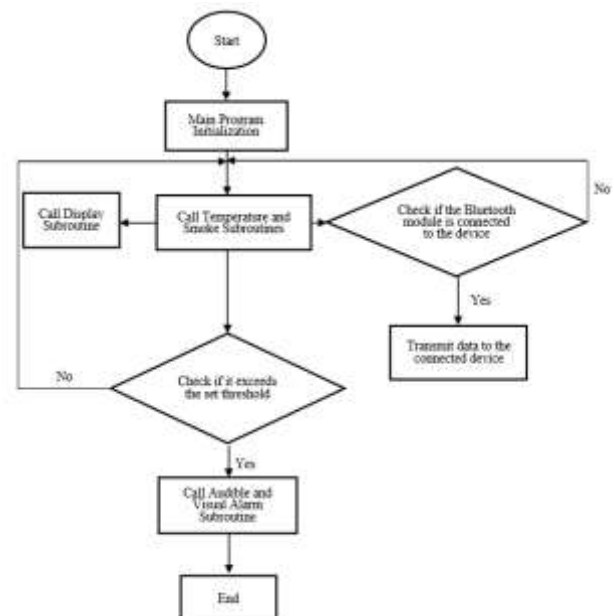 Start
Main Program
Initialization
Call Display
Subroutine
Call Temperature and
Smoke Subroutines
Check if the Bluetooth
module is connected
to the device
No
Yes
Transmit data to the
connected device
No
Check if it exceeds
the set threshold
Yes
Call Audible and
Visual Alarm
Subroutine
End